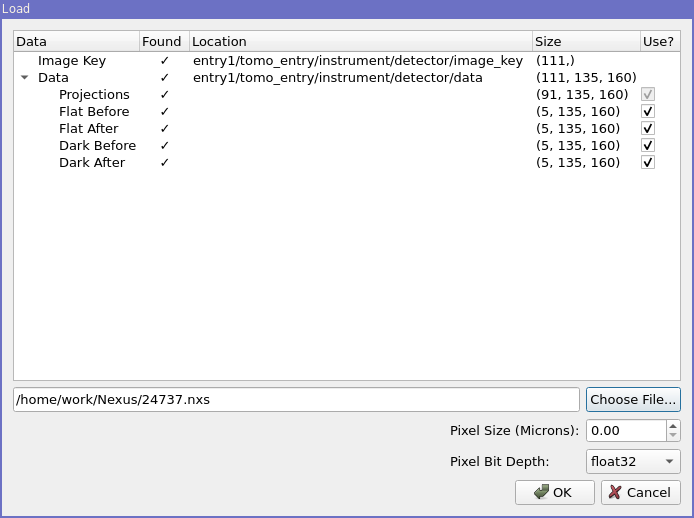 Load
Data Found Location Size Use?
Image Key ✓ entry1/tomo_entry/instrument/detector/image_key (111,)
Data ✓ entry1/tomo_entry/instrument/detector/data (111, 135, 160)
Projections ✓ (91, 135, 160)
Flat Before ✓ (5, 135, 160)
Flat After ✓ (5, 135, 160)
Dark Before ✓ (5, 135, 160)
Dark After ✓ (5, 135, 160)
/home/work/Nexus/24737.nxs Choose File...
Pixel Size (Microns): 0.00
Pixel Bit Depth: float32
OK Cancel